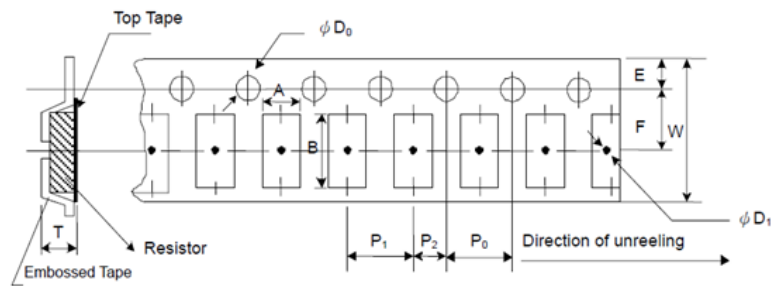 Top Tape
ϕ D₀
E
A
F
W
B
ϕ D₁
T
Resistor
P₁
P₂
P₀
Direction of unreeling
Embossed Tape